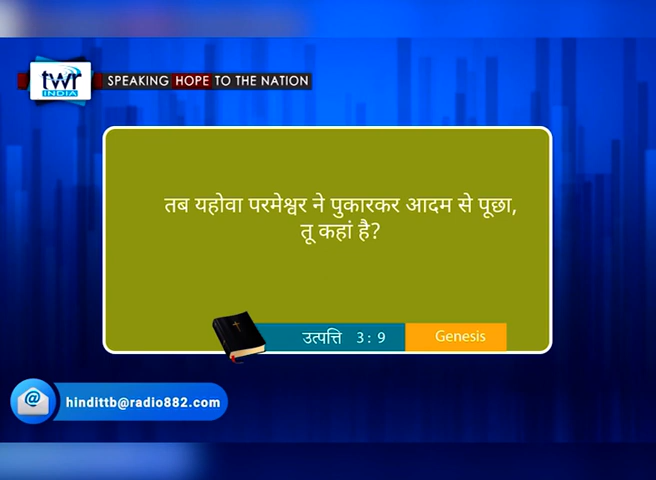 twr
INDIA
SPEAKING HOPE TO THE NATION
तब यहोवा परमेश्वर ने पुकारकर आदम से पूछा,
तू कहां है?
उत्पत्ति 3:9 Genesis
hindittb@radio882.com